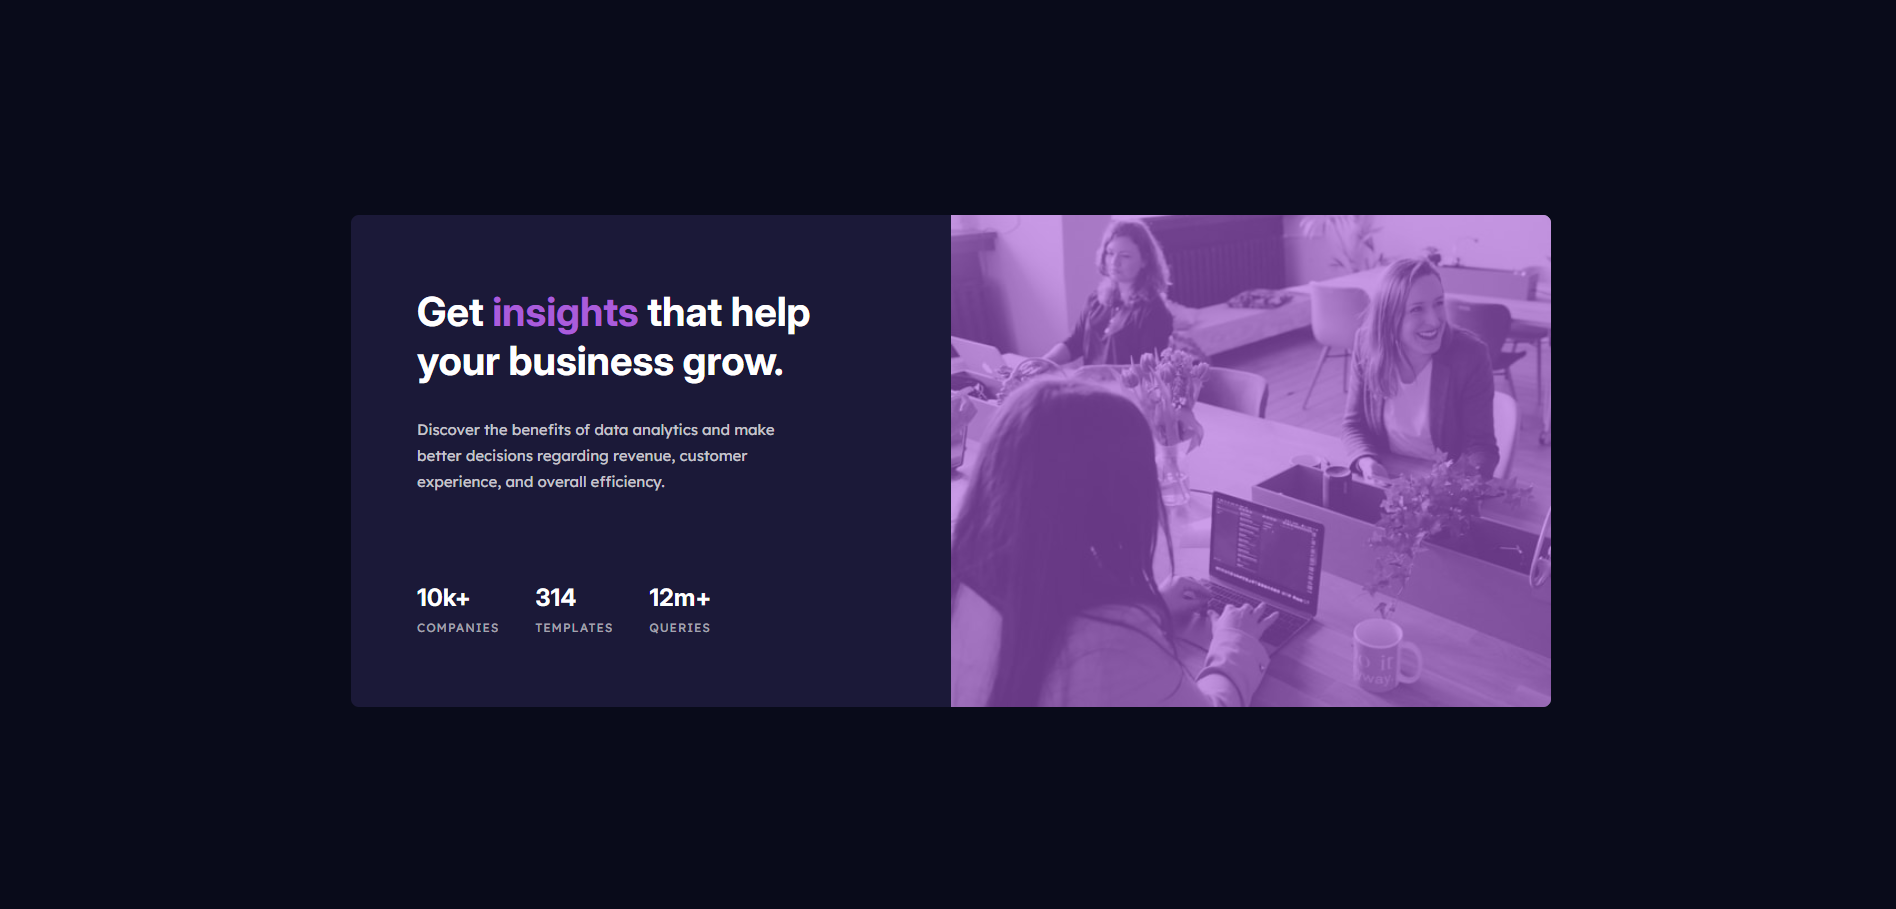 Get insights that help
your business grow.
Discover the benefits of data analytics and make
better decisions regarding revenue, customer
experience, and overall efficiency.
10k+ 314 12m+
COMPANIES TEMPLATES QUERIES